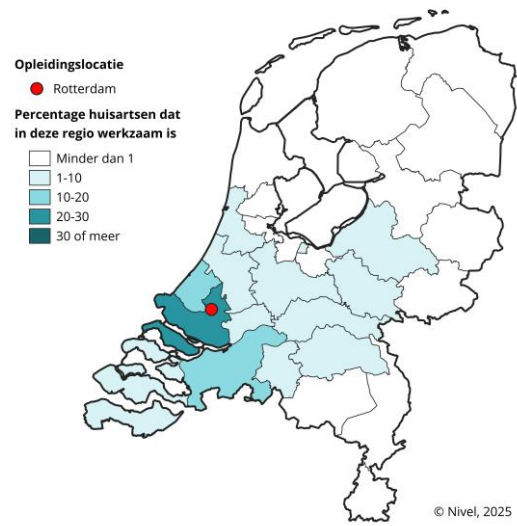 Opleidingslocatie
Rotterdam
Percentage huisartsen dat
in deze regio werkzaam is
Minder dan 1
1-10
10-20
20-30
30 of meer
© Nivel, 2025